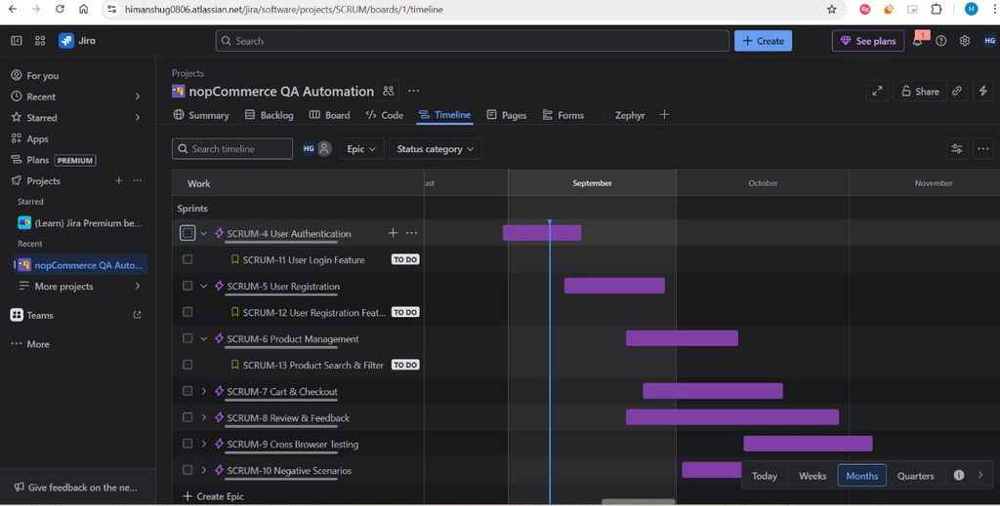 himanshug0806.atlassian.net/jira/software/projects/SCRUM/boards/1/timeline
H
Jira
Search
+ Create
See plans
1
HG
For you
Recent
Starred
Apps
Plans PREMIUM
Projects
Starred
(Learn) Jira Premium be...
Recent
nopCommerce QA Auto...
More projects
Teams
More
Give feedback on the ne...
Projects
nopCommerce QA Automation
Share
Summary Backlog Board Code Timeline Pages Forms Zephyr
Search timeline HG Epic Status category
Work ust September October November
Sprints
SCRUM-4 User Authentication
SCRUM-11 User Login Feature TO DO
SCRUM-5 User Registration
SCRUM-12 User Registration Feat... TO DO
SCRUM-6 Product Management
SCRUM-13 Product Search & Filter TO DO
SCRUM-7 Cart & Checkout
SCRUM-8 Review & Feedback
SCRUM-9 Cross Browser Testing
SCRUM-10 Negative Scenarios
+ Create Epic
Today Weeks Months Quarters